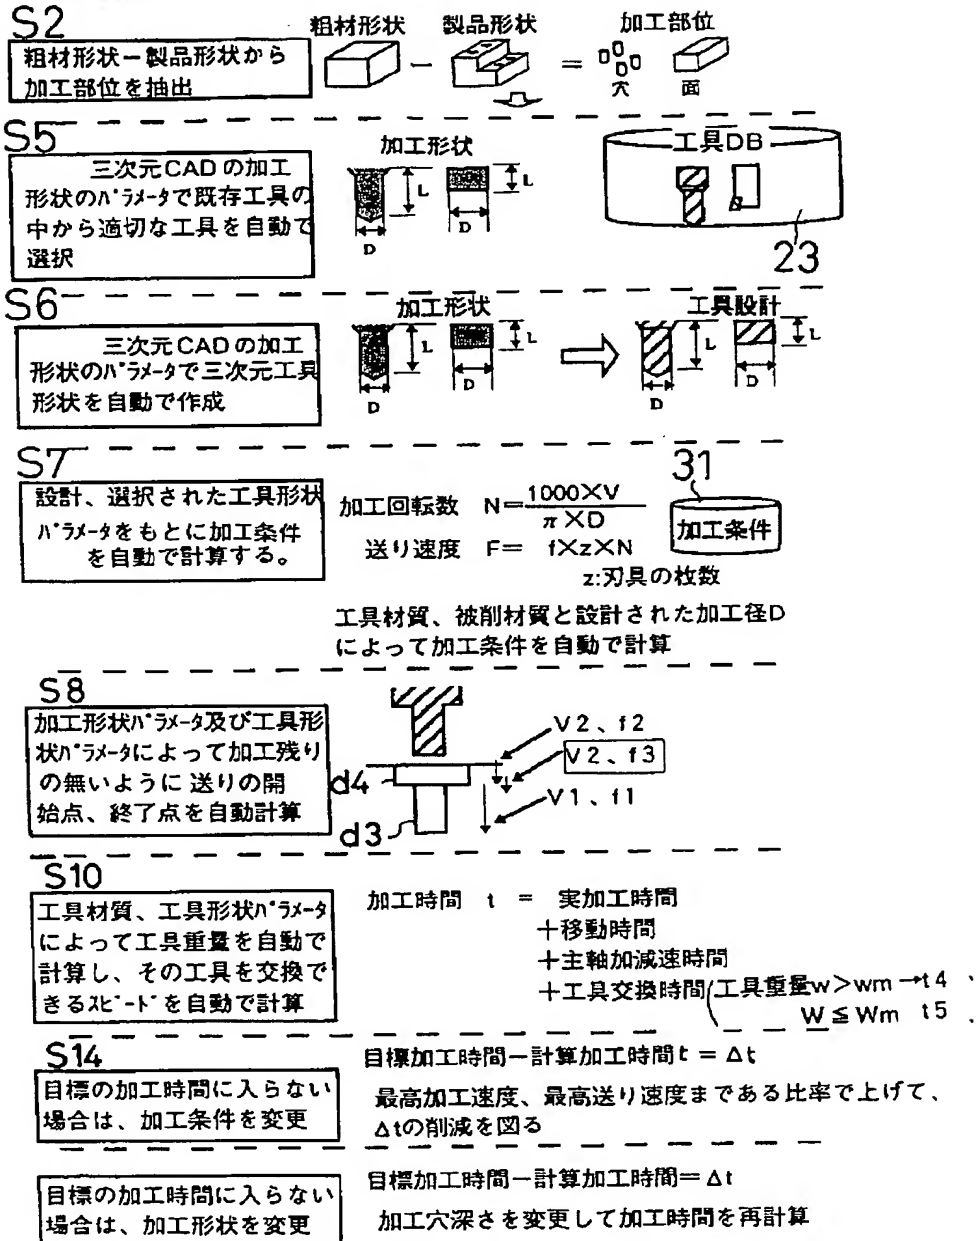 S2
粗材形状 製品形状 加工部位
粗材形状－製品形状から
加工部位を抽出
－ ＝
穴 面
S5
三次元CADの加工
形状のパラメータで既存工具の
中から適切な工具を自動で
選択
加工形状
L
D
L
D
工具DB
23
S6
三次元CADの加工
形状のパラメータで三次元工具
形状を自動で作成
加工形状
L
D
L
D
工具設計
L
D
L
D
S7
設計、選択された工具形状
パラメータをもとに加工条件
を自動で計算する。
加工回転数 N=1000×V
π×D
送り速度 F= f×z×N
z:刃具の枚数
31
加工条件
工具材質、被削材質と設計された加工径D
によって加工条件を自動で計算
S8
加工形状パラメータ及び工具形
状パラメータによって加工残り
の無いように 送りの開
始点、終了点を自動計算
d4
d3
V2、f2
V2、f3
V1、f1
S10
工具材質、工具形状パラメータ
によって工具重量を自動で
計算し、その工具を交換で
きるスピードを自動で計算
加工時間 t = 実加工時間
＋移動時間
＋主軸加減速時間
＋工具交換時間(工具重量w＞wm→t4
W≦Wm t5
S14
目標の加工時間に入らない
場合は、加工条件を変更
目標加工時間－計算加工時間t＝Δt
最高加工速度、最高送り速度まである比率で上げて、
Δtの削減を図る
目標の加工時間に入らない
場合は、加工形状を変更
目標加工時間－計算加工時間＝Δt
加工穴深さを変更して加工時間を再計算